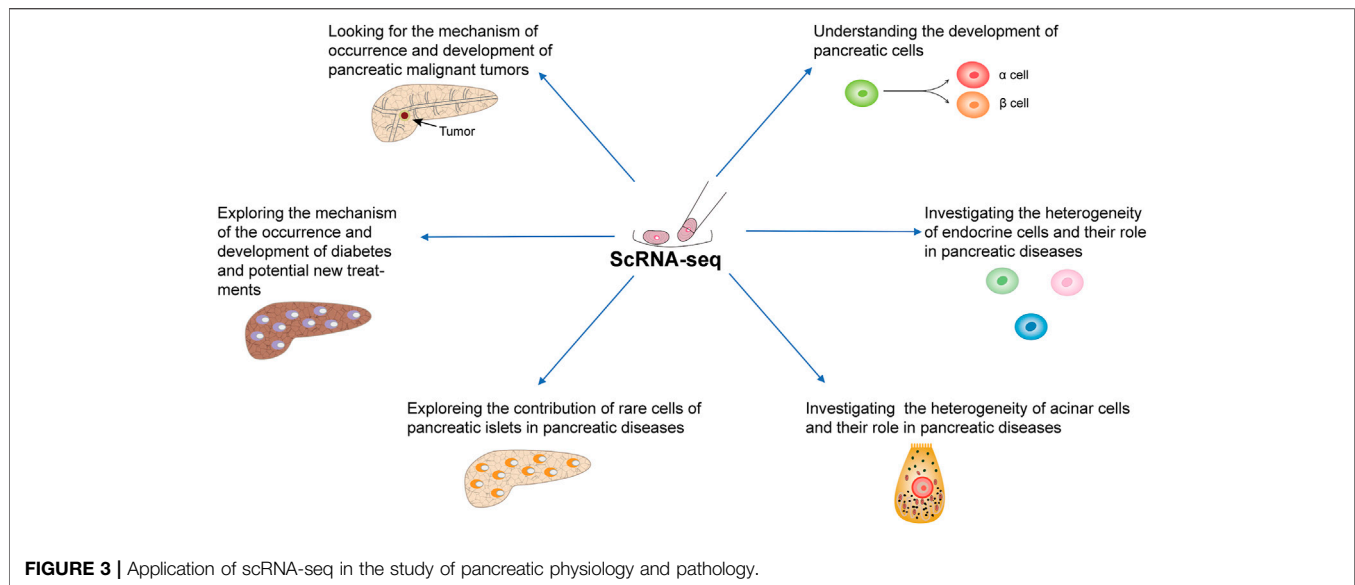 Looking for the mechanism of
occurrence and development of
pancreatic malignant tumors
Tumor
Understanding the development of
pancreatic cells
α cell
β cell
Exploring the mechanism
of the occurrence and
development of diabetes
and potential new treat-
ments
ScRNA-seq
Investigating the heterogeneity
of endocrine cells and their role
in pancreatic diseases
Exploreing the contribution of rare cells of
pancreatic islets in pancreatic diseases
Investigating the heterogeneity of acinar cells
and their role in pancreatic diseases
FIGURE 3 | Application of scRNA-seq in the study of pancreatic physiology and pathology.